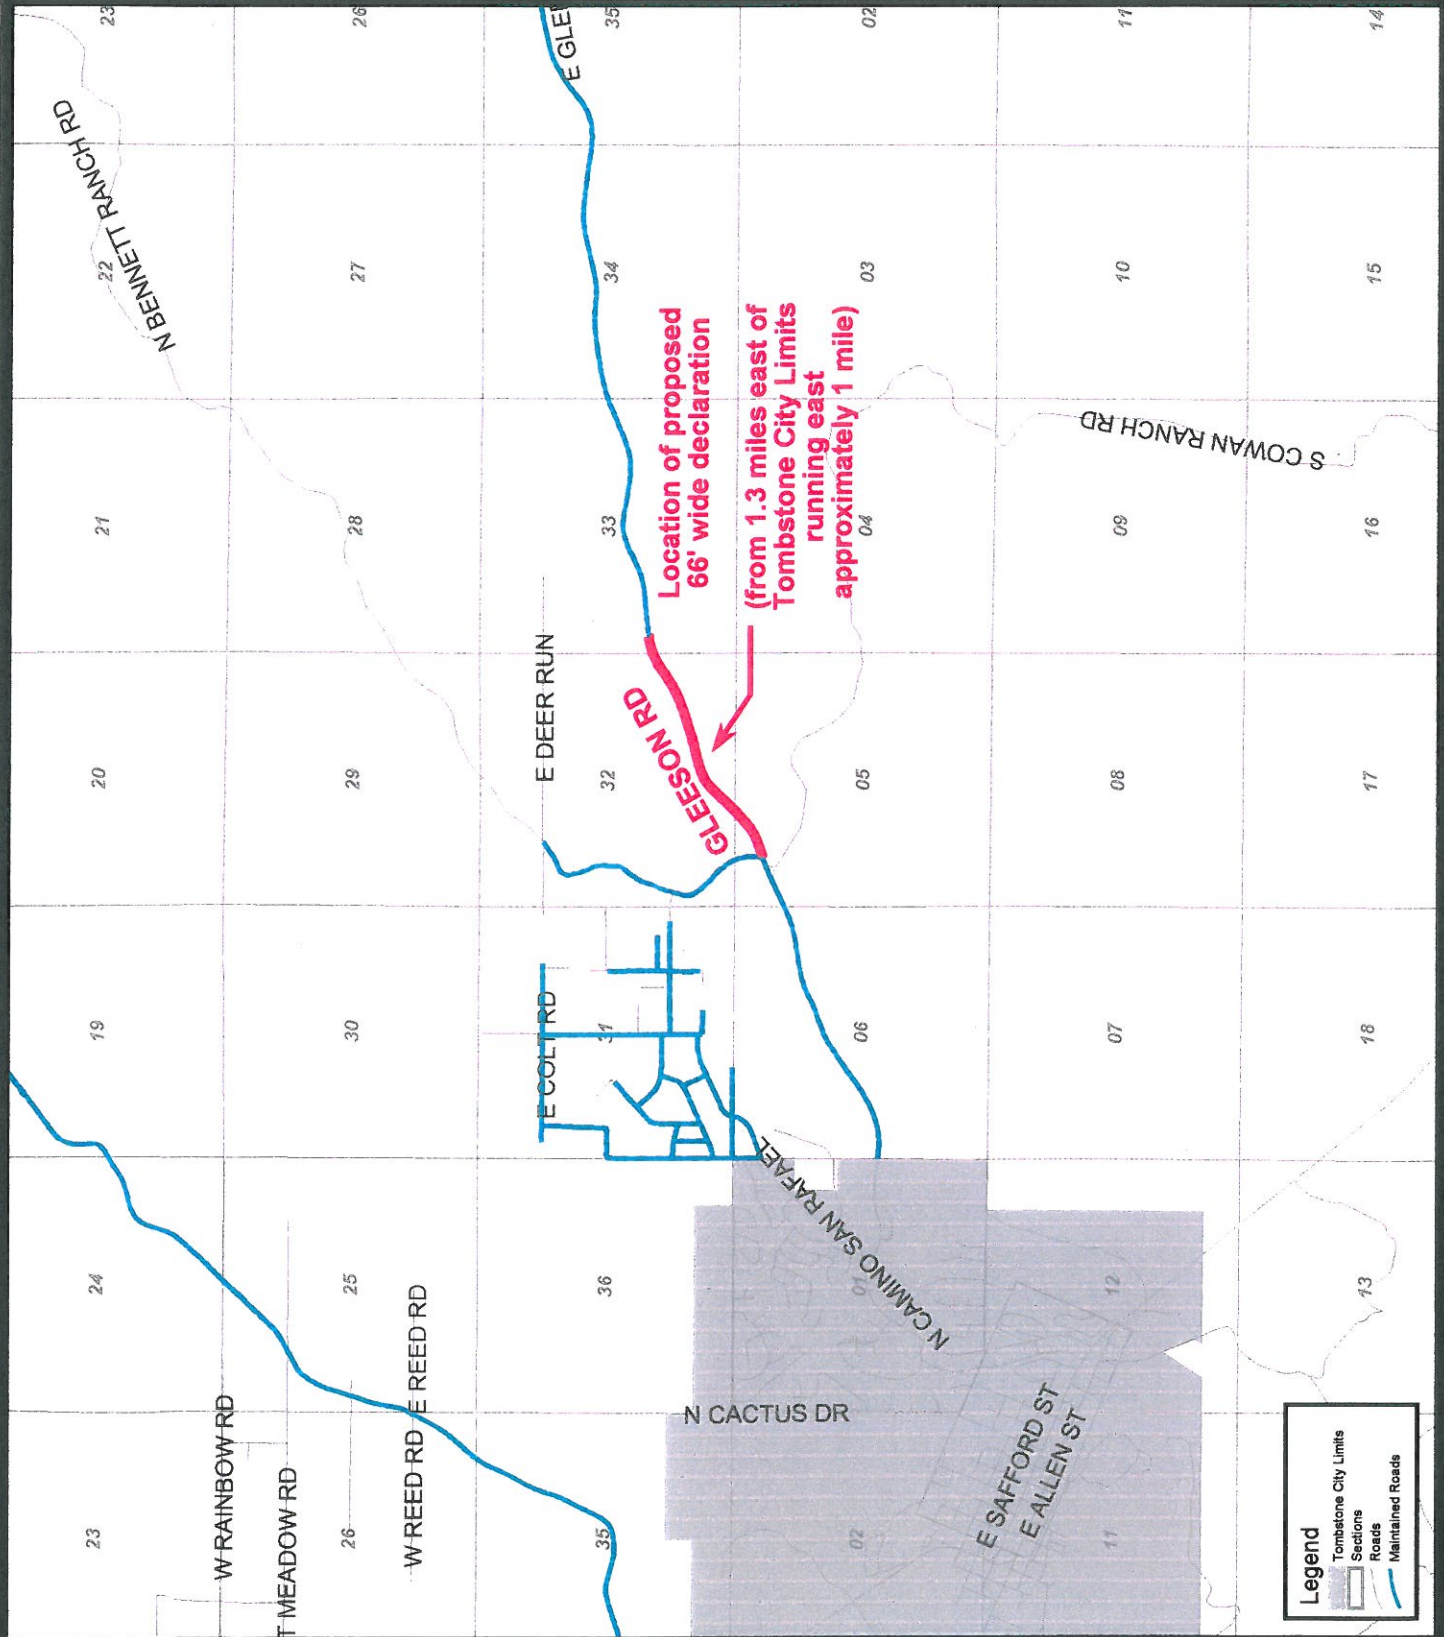 23
24
19
20
21
22
23
N BENNETT RANCH RD
W RAINBOW RD
T MEADOW RD
26
25
30
29
28
27
26
W REED RD
E REED RD
E COLT RD
E DEER RUN
E GLE
35
36
31
32
33
34
35
GLEESON RD
Location of proposed
66' wide declaration
(from 1.3 miles east of
Tombstone City Limits
running east
approximately 1 mile)
N CACTUS DR
N CAMINO SAN RAFAEL
02
01
06
05
04
03
02
E SAFFORD ST
E ALLEN ST
11
12
07
08
09
10
11
S COWAN RANCH RD
13
18
17
16
15
14
Legend
Tombstone City Limits
Sections
Roads
Maintained Roads